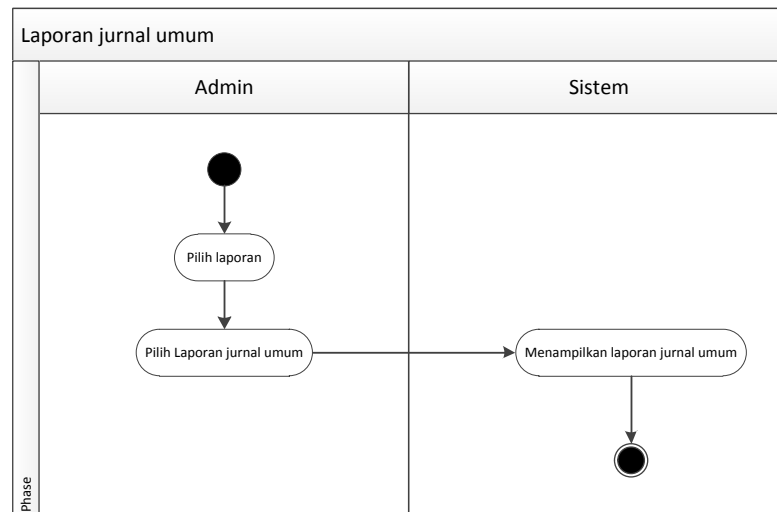 Laporan jurnal umum
Admin
Sistem
Pilih laporan
Pilih Laporan jurnal umum
Menampilkan laporan jurnal umum
Phase